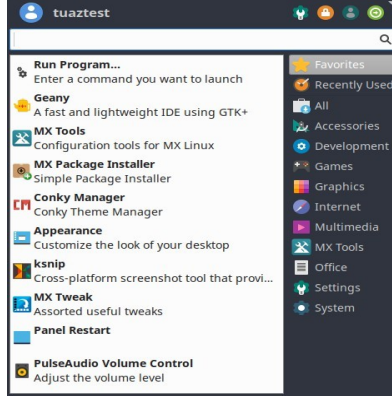 tuaztest
Run Program...
Enter a command you want to launch
Geany
A fast and lightweight IDE using GTK+
MX Tools
Configuration tools for MX Linux
MX Package Installer
Simple Package Installer
Conky Manager
Conky Theme Manager
Appearance
Customize the look of your desktop
ksnip
Cross-platform screenshot tool that provi...
MX Tweak
Assorted useful tweaks
Panel Restart
PulseAudio Volume Control
Adjust the volume level
Favorites
Recently Used
All
Accessories
Development
Games
Graphics
Internet
Multimedia
MX Tools
Office
Settings
System